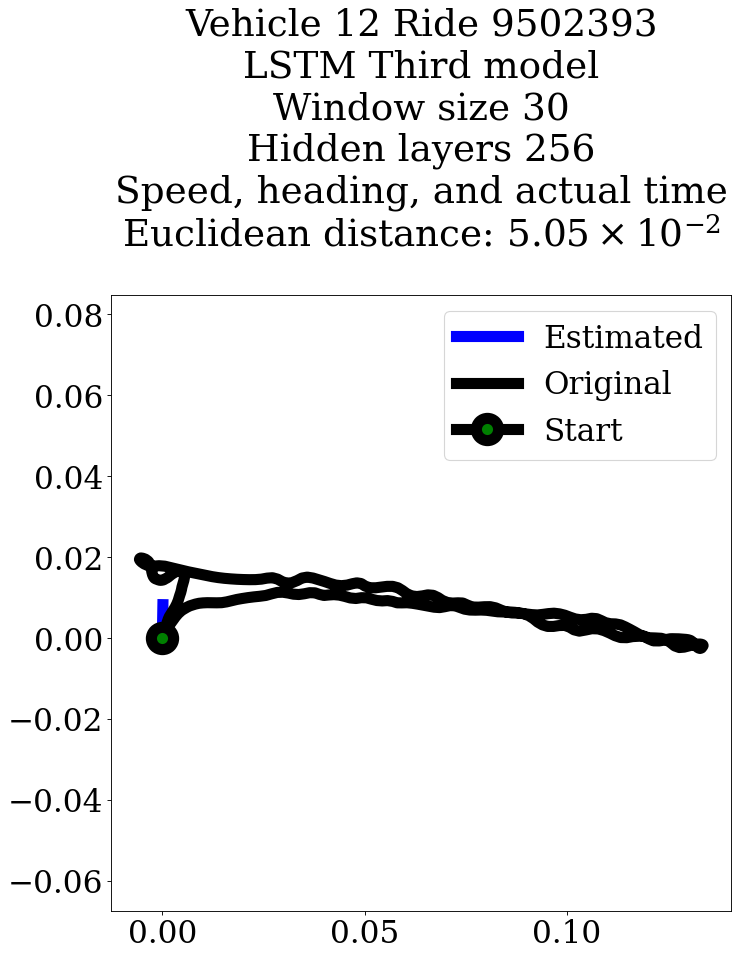 Vehicle 12 Ride 9502393
LSTM Third model
Window size 30
Hidden layers 256
Speed, heading, and actual time
Euclidean distance: 5.05 × 10⁻²
Estimated
Original
Start
0.08
0.06
0.04
0.02
0.00
−0.02
−0.04
−0.06
0.00 0.05 0.10